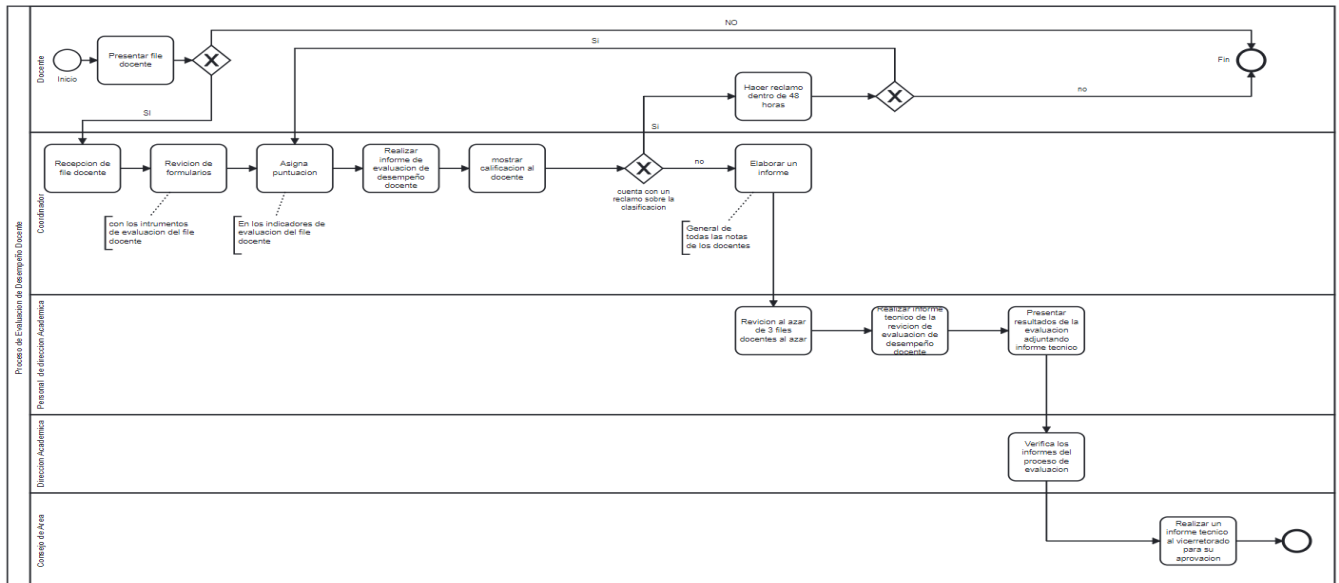 Proceso de Evaluacion de Desempeño Docente
Docente
Inicio
Presentar file
docente
NO
SI
Si
Hacer reclamo
dentro de 48
horas
no
Fin
Coordinador
Recepcion de
file docente
Revicion de
formularios
con los intrumentos
de evaluacion del file
docente
Asigna
puntuacion
En los indicadores de
evaluacion del file
docente
Realizar
informe de
evaluacion de
desempeño
docente
mostrar
calificacion al
docente
Si
no
cuenta con un
reclamo sobre la
clasificacion
Elaborar un
informe
General de
todas las notas
de los docentes
Personal de direccion Academica
Revicion al azar
de 3 files
docentes al azar
Realizar informe
tecnico de la
revicion de
evaluacion de
desempeño
docente
Presentar
resultados de la
evaluacion
adjuntando
informe tecnico
Direccion Academica
Verifica los
informes del
proceso de
evaluacion
Consejo de Area
Realizar un
informe tecnico
al vicerretorado
para su
aprovacion